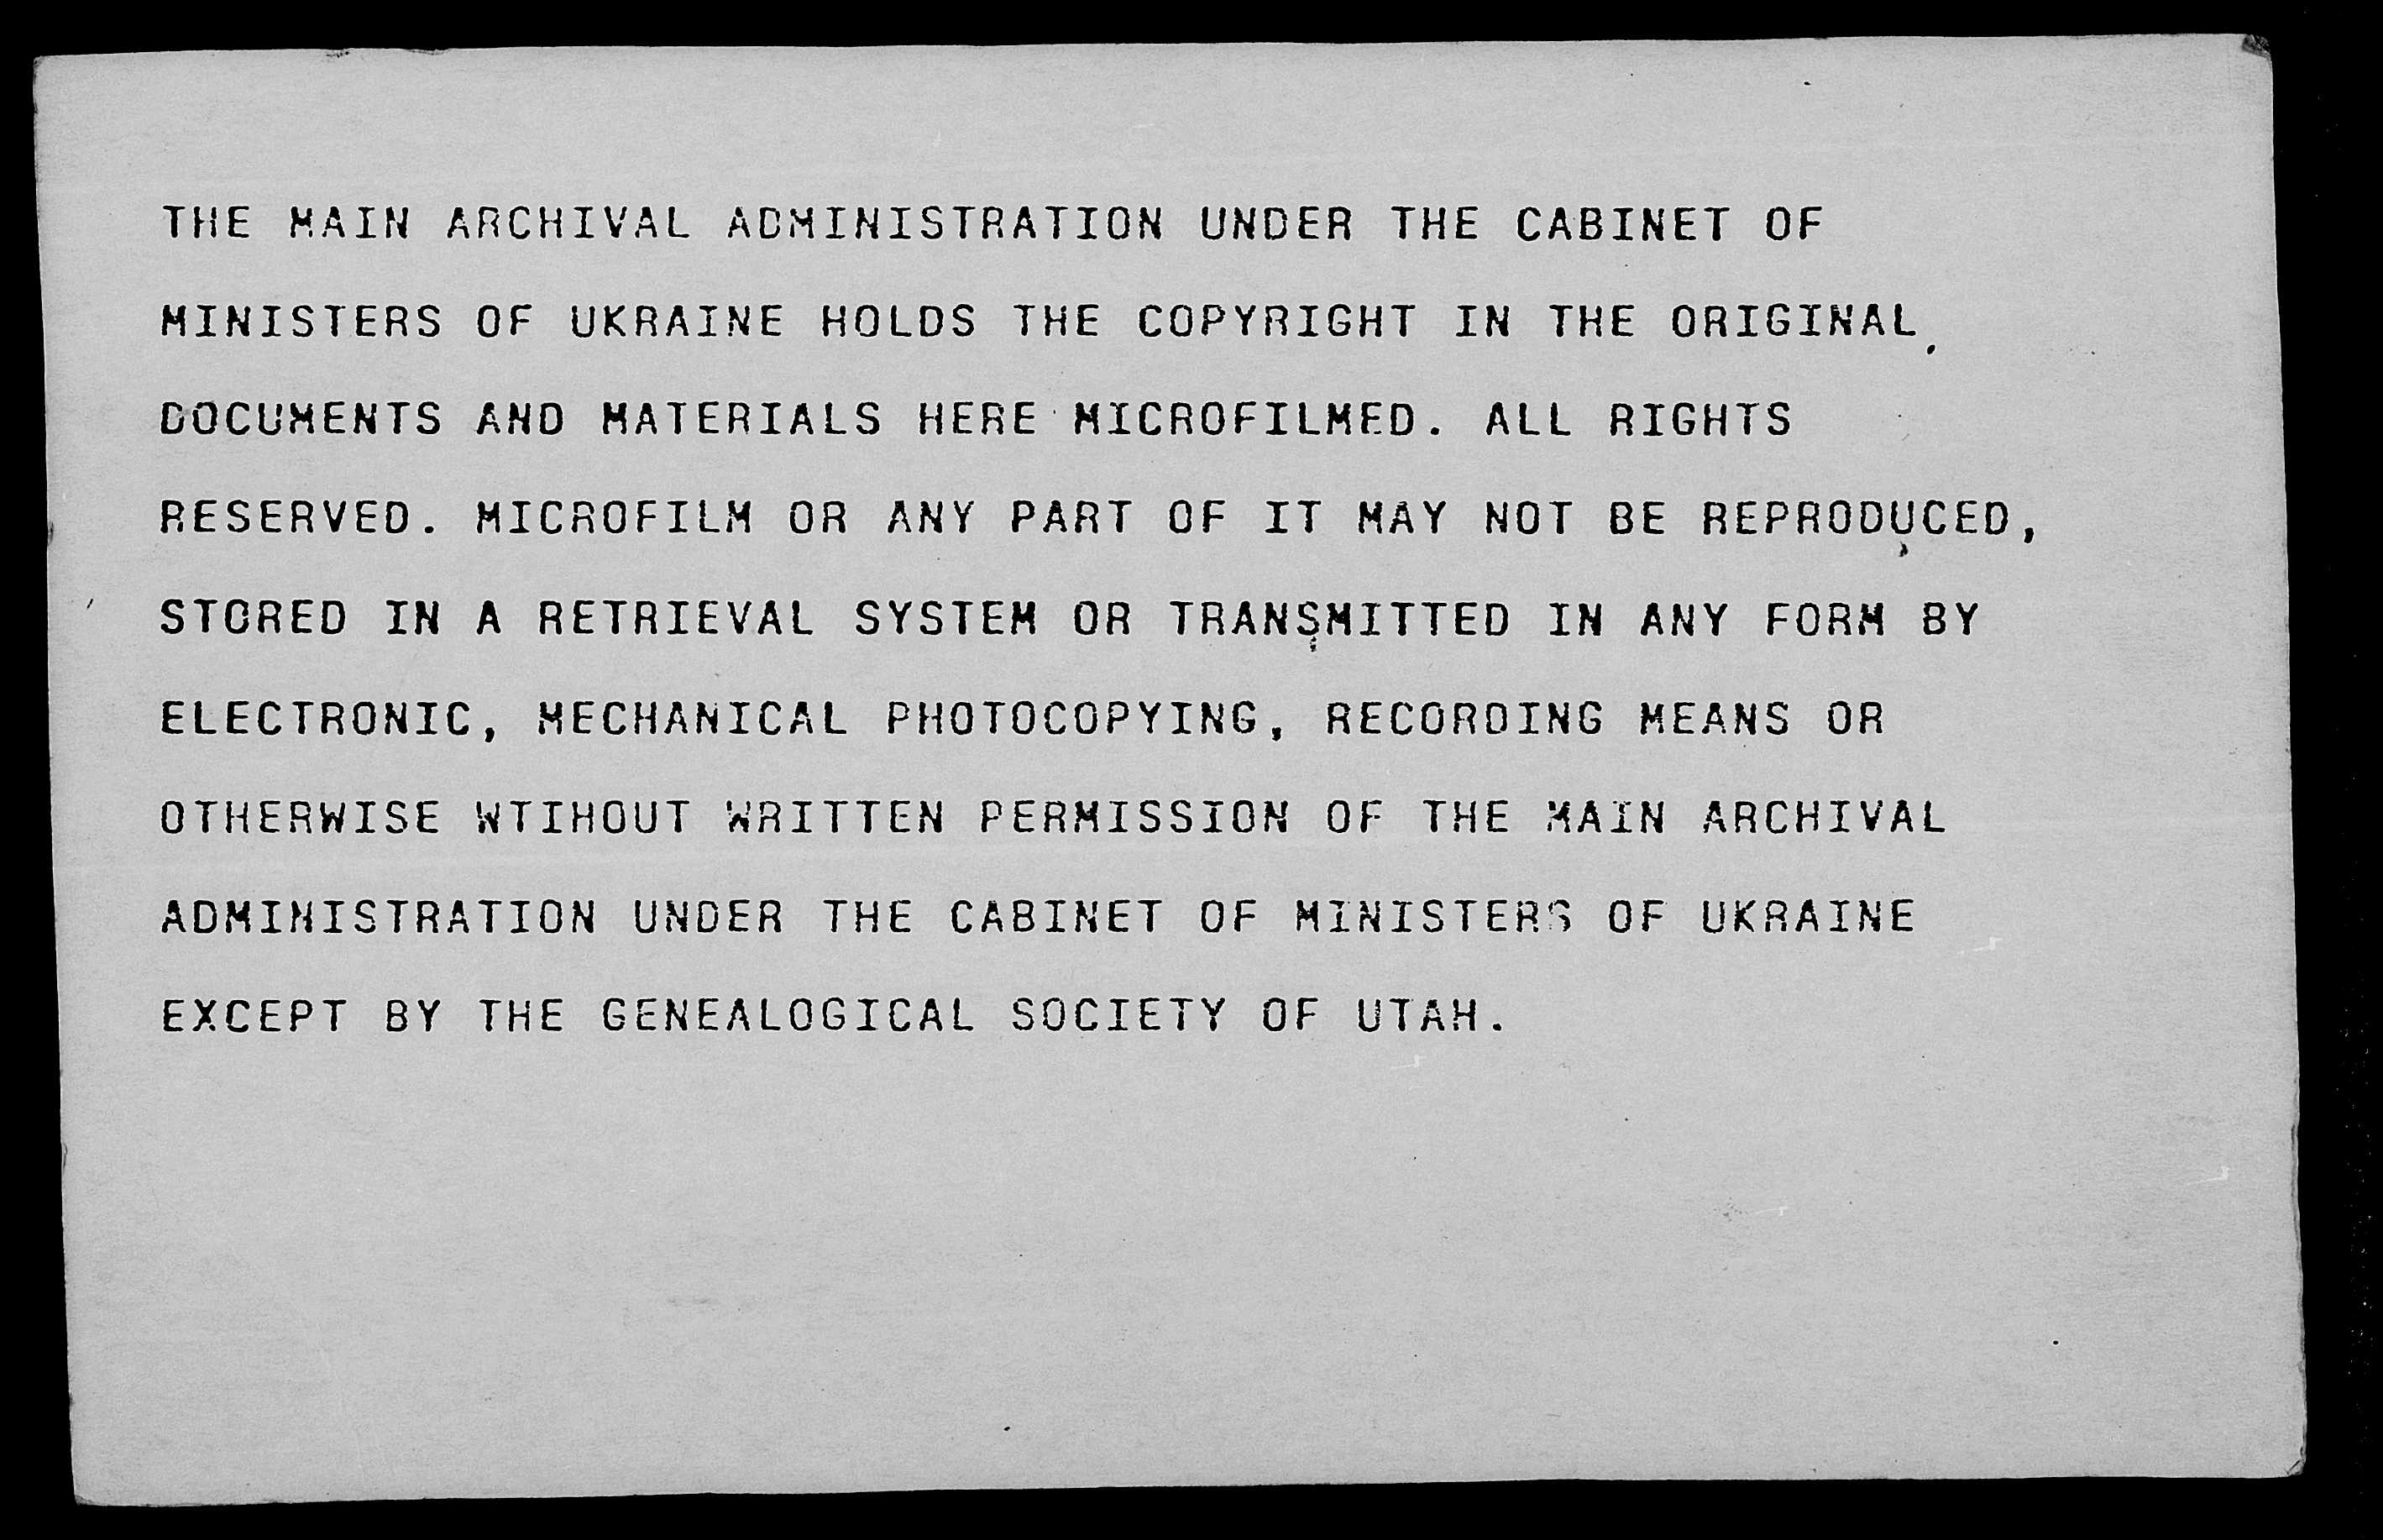 THE MAIN ARCHIVAL ADMINISTRATION UNDER THE CABINET OF
MINISTERS OF UKRAINE HOLDS THE COPYRIGHT IN THE ORIGINAL
DOCUMENTS AND MATERIALS HERE MICROFILMED. ALL RIGHTS
RESERVED. MICROFILM OR ANY PART OF IT MAY NOT BE REPRODUCED,
STORED IN A RETRIEVAL SYSTEM OR TRANSMITTED IN ANY FORM BY
ELECTRONIC, MECHANICAL PHOTOCOPYING, RECORDING MEANS OR
OTHERWISE WTIHOUT WRITTEN PERMISSION OF THE MAIN ARCHIVAL
ADMINISTRATION UNDER THE CABINET OF MINISTERS OF UKRAINE
EXCEPT BY THE GENEALOGICAL SOCIETY OF UTAH.